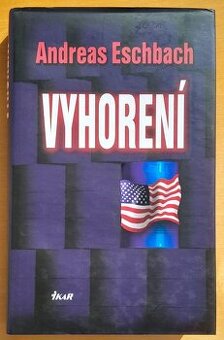 Andreas Eschbach
VYHORENÍ
IKAR